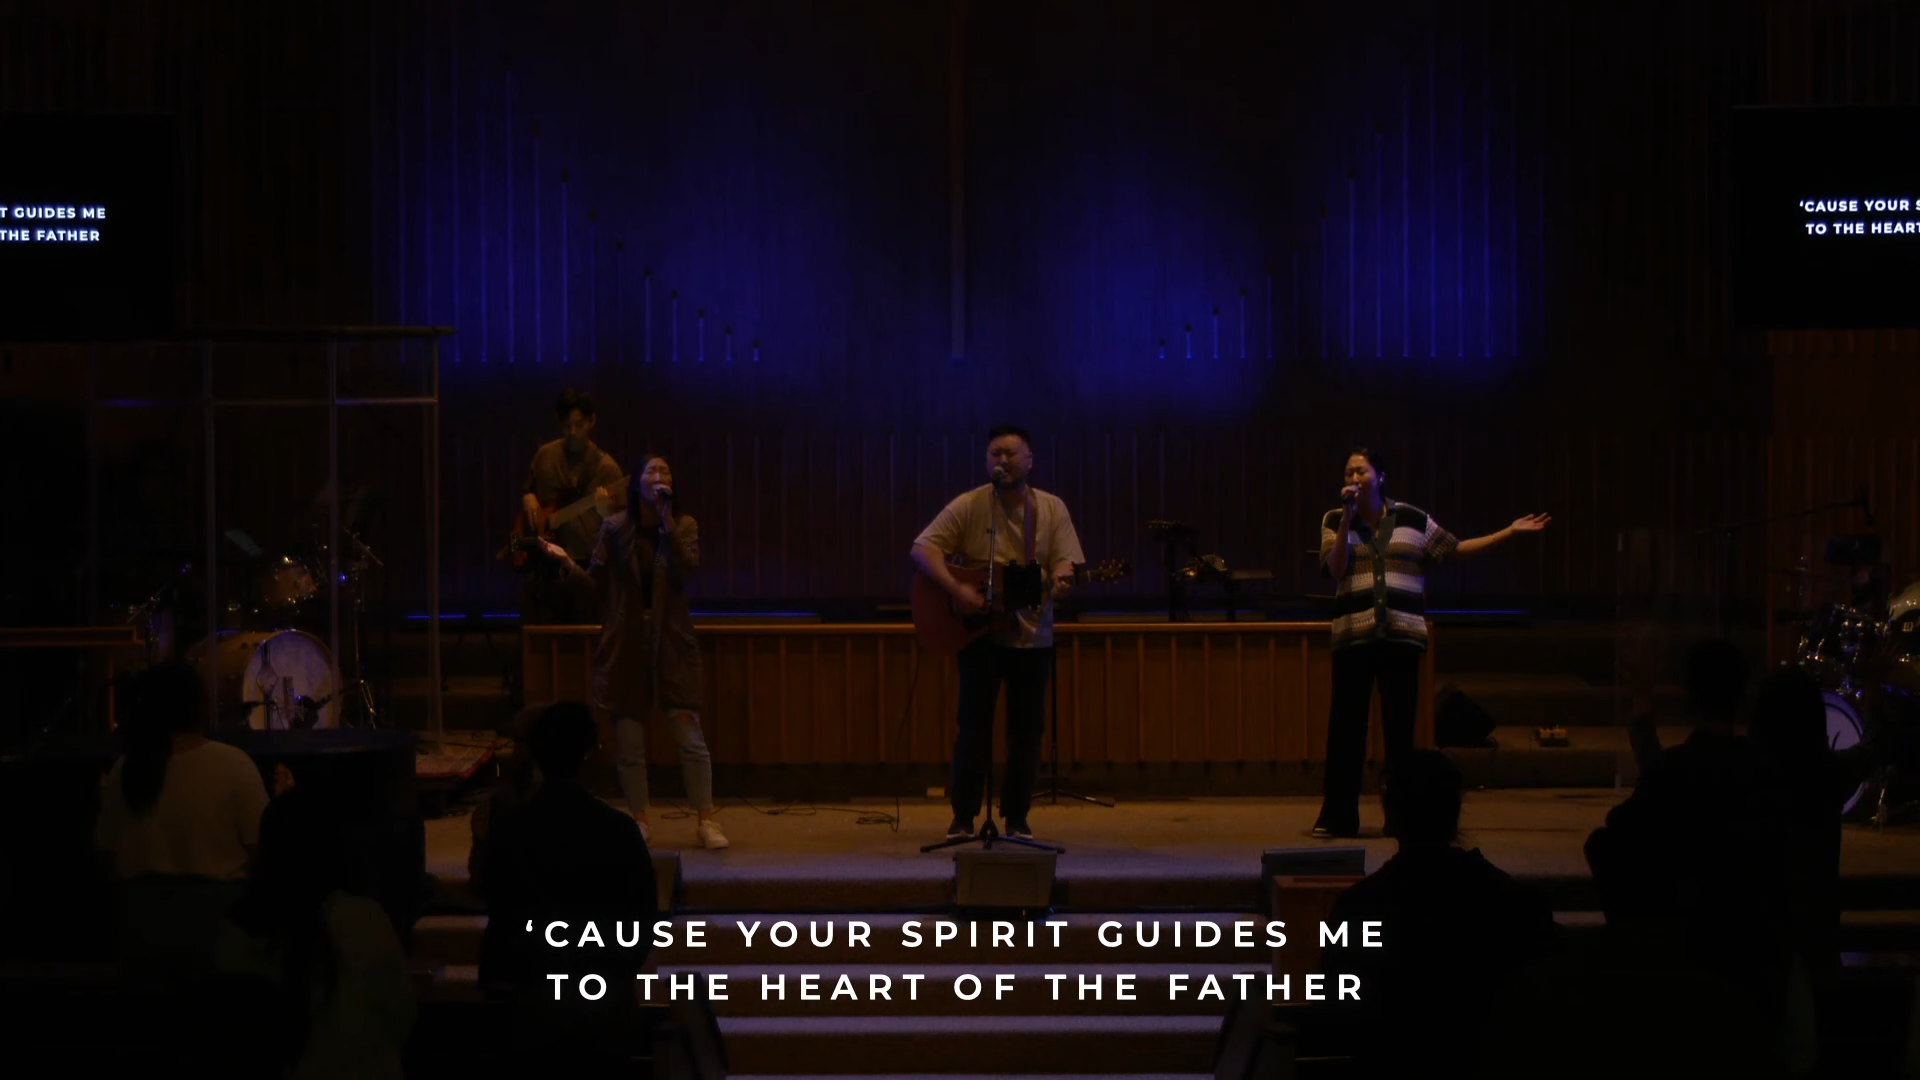 T GUIDES ME
THE FATHER
‘CAUSE YOUR S
TO THE HEART
‘CAUSE YOUR SPIRIT GUIDES ME
TO THE HEART OF THE FATHER